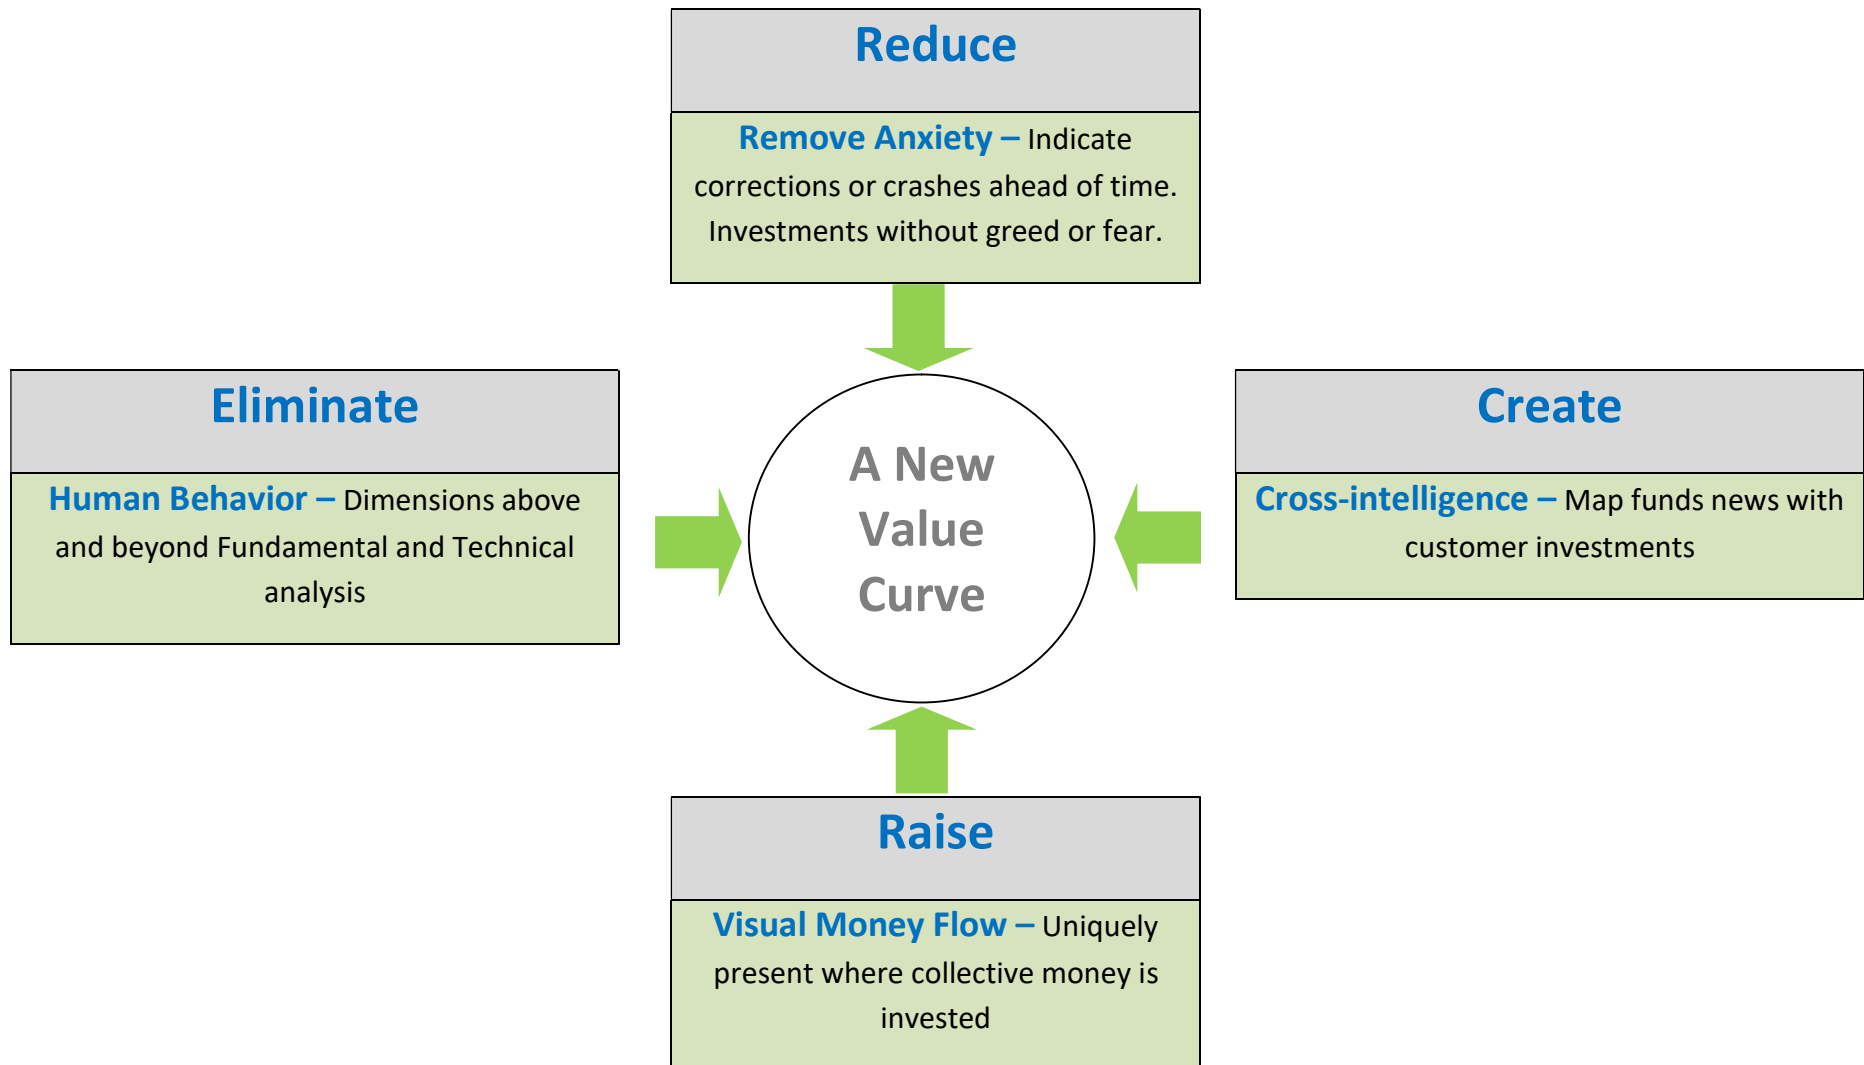 Reduce
Remove Anxiety – Indicate
corrections or crashes ahead of time.
Investments without greed or fear.
Eliminate
Human Behavior – Dimensions above
and beyond Fundamental and Technical
analysis
A New
Value
Curve
Create
Cross-intelligence – Map funds news with
customer investments
Raise
Visual Money Flow – Uniquely
present where collective money is
invested